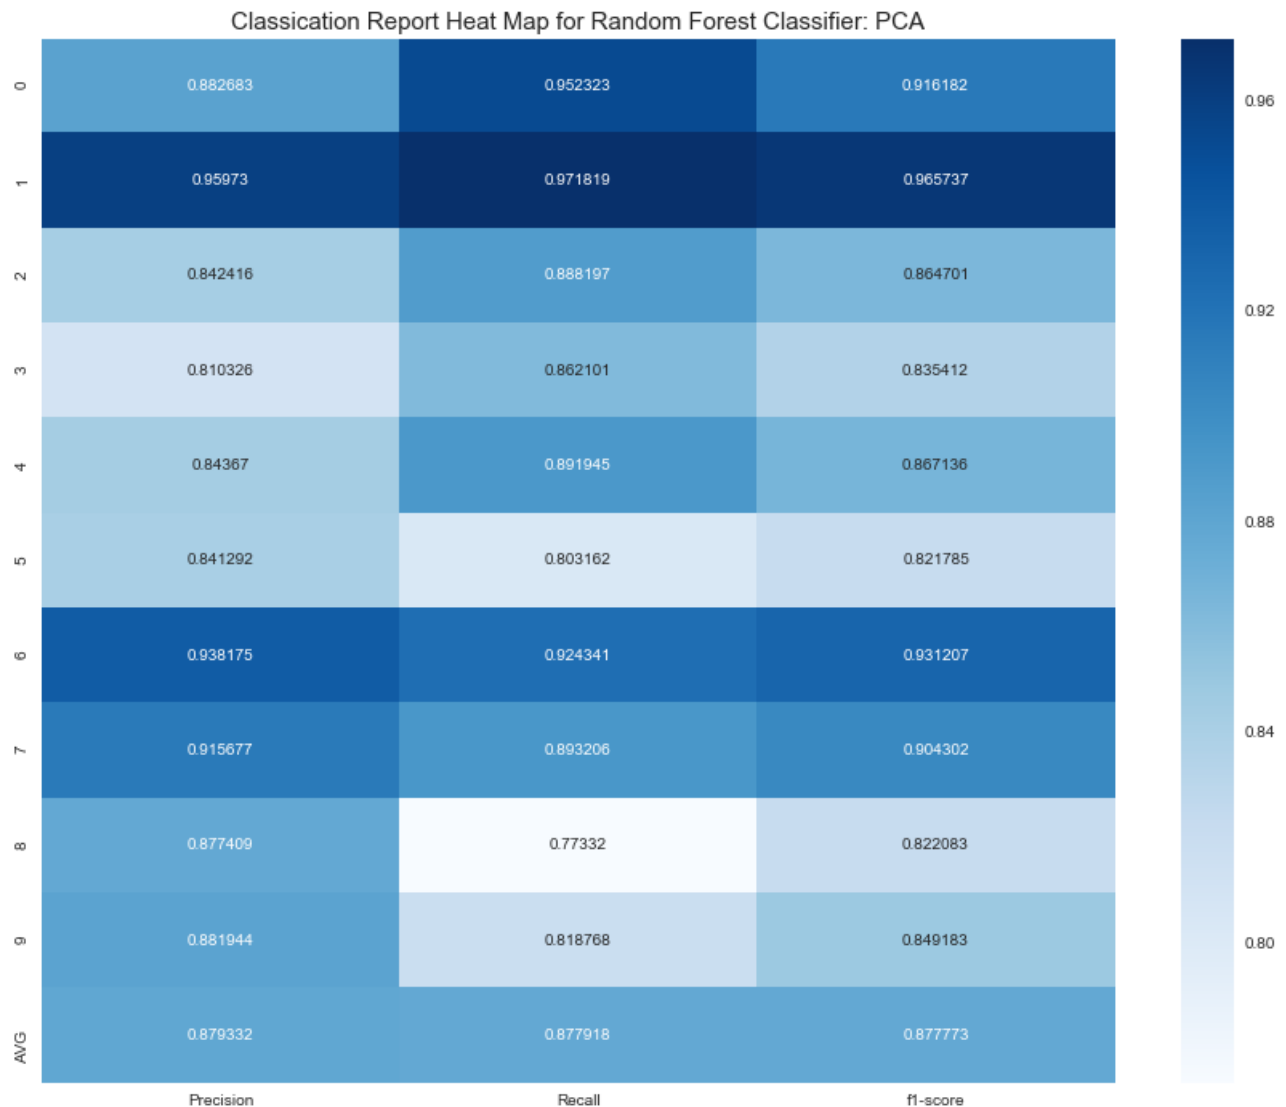 Classication Report Heat Map for Random Forest Classifier: PCA
0 0.882683 0.952323 0.916182
1 0.95973 0.971819 0.965737
2 0.842416 0.888197 0.864701
3 0.810326 0.862101 0.835412
4 0.84367 0.891945 0.867136
5 0.841292 0.803162 0.821785
6 0.938175 0.924341 0.931207
7 0.915677 0.893206 0.904302
8 0.877409 0.77332 0.822083
9 0.881944 0.818768 0.849183
AVG 0.879332 0.877918 0.877773
Precision Recall f1-score
0.96
0.92
0.88
0.84
0.80